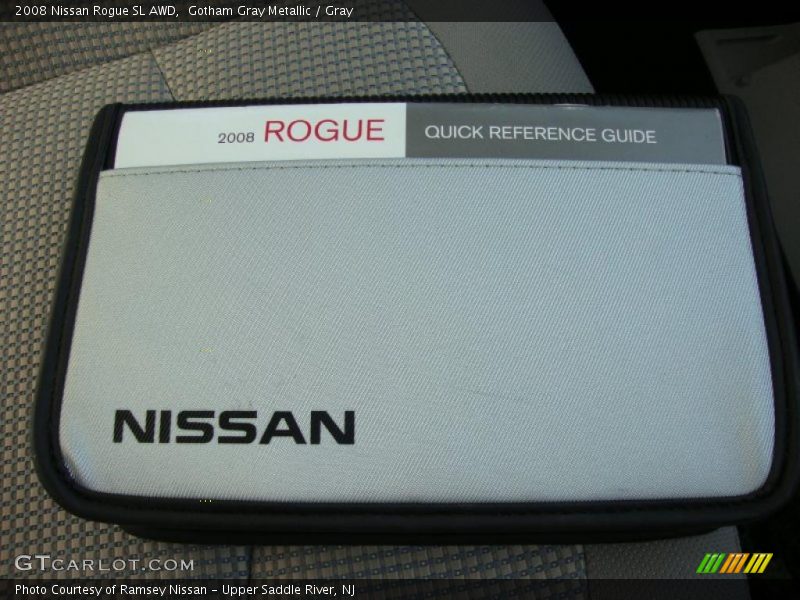 2008 Nissan Rogue SL AWD, Gotham Gray Metallic / Gray
2008 ROGUE QUICK REFERENCE GUIDE
NISSAN
GTCARLOT.COM
Photo Courtesy of Ramsey Nissan - Upper Saddle River, NJ